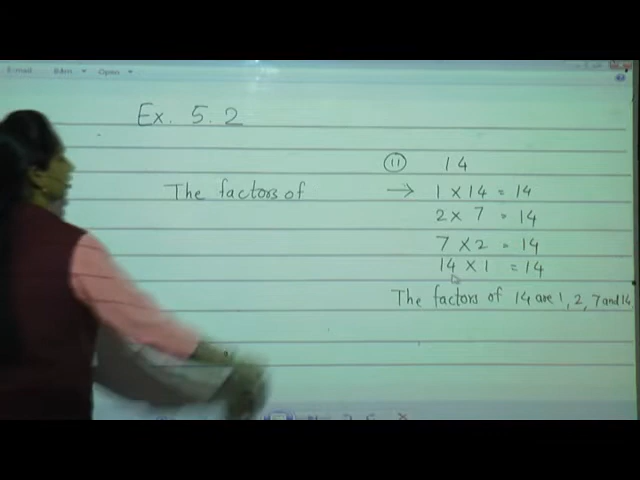 Ex. 5.2
The factors of
(11) 14
→ 1 × 14 = 14
2 × 7 = 14
7 × 2 = 14
14 × 1 = 14
The factors of 14 are 1, 2, 7 and 14